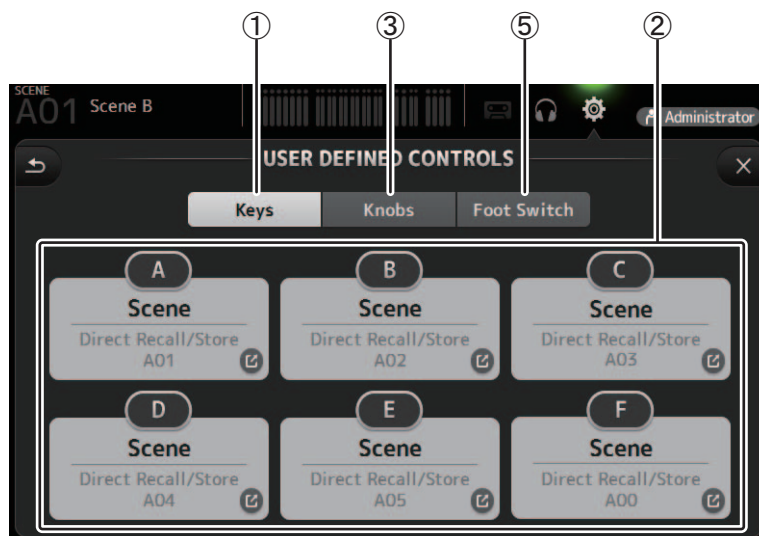 ① ③ ⑤ ②
SCENE
A01 Scene B
Administrator
USER DEFINED CONTROLS
Keys Knobs Foot Switch
A B C
Scene Scene Scene
Direct Recall/Store Direct Recall/Store Direct Recall/Store
A01 A02 A03
D E F
Scene Scene Scene
Direct Recall/Store Direct Recall/Store Direct Recall/Store
A04 A05 A00